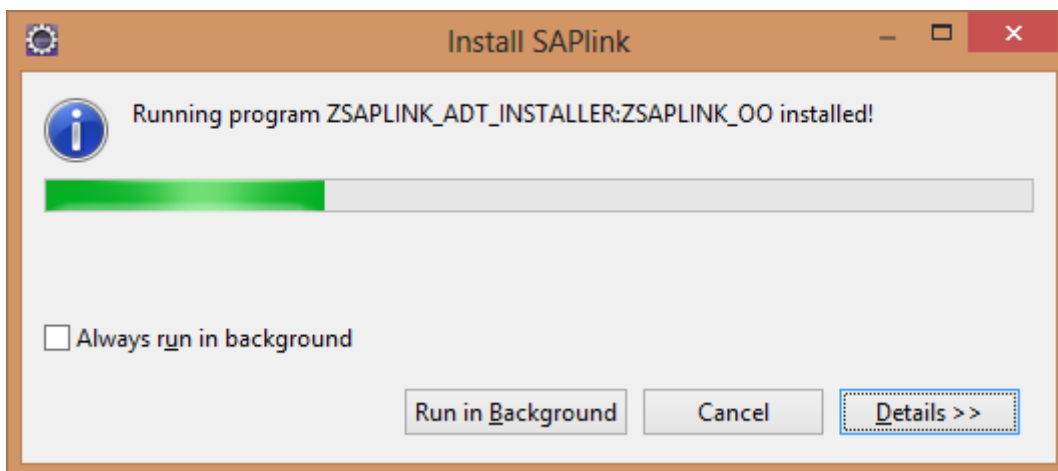 Install SAPlink
Running program ZSAPLINK_ADT_INSTALLER:ZSAPLINK_OO installed!
Always run in background
Run in Background
Cancel
Details >>